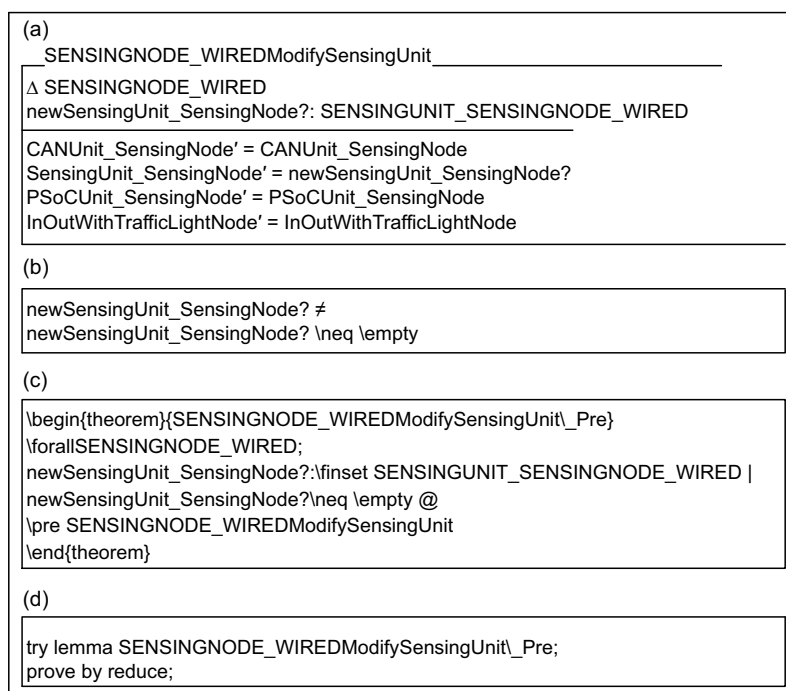 (a)
__SENSINGNODE_WIREDModifySensingUnit________________________
Δ SENSINGNODE_WIRED
newSensingUnit_SensingNode?: SENSINGUNIT_SENSINGNODE_WIRED
CANUnit_SensingNode′ = CANUnit_SensingNode
SensingUnit_SensingNode′ = newSensingUnit_SensingNode?
PSoCUnit_SensingNode′ = PSoCUnit_SensingNode
InOutWithTrafficLightNode′ = InOutWithTrafficLightNode
(b)
newSensingUnit_SensingNode? ≠
newSensingUnit_SensingNode? \neq \empty
(c)
\begin{theorem}{SENSINGNODE_WIREDModifySensingUnit\_Pre}
\forallSENSINGNODE_WIRED;
newSensingUnit_SensingNode?:\finset SENSINGUNIT_SENSINGNODE_WIRED |
newSensingUnit_SensingNode?\neq \empty @
\pre SENSINGNODE_WIREDModifySensingUnit
\end{theorem}
(d)
try lemma SENSINGNODE_WIREDModifySensingUnit\_Pre;
prove by reduce;